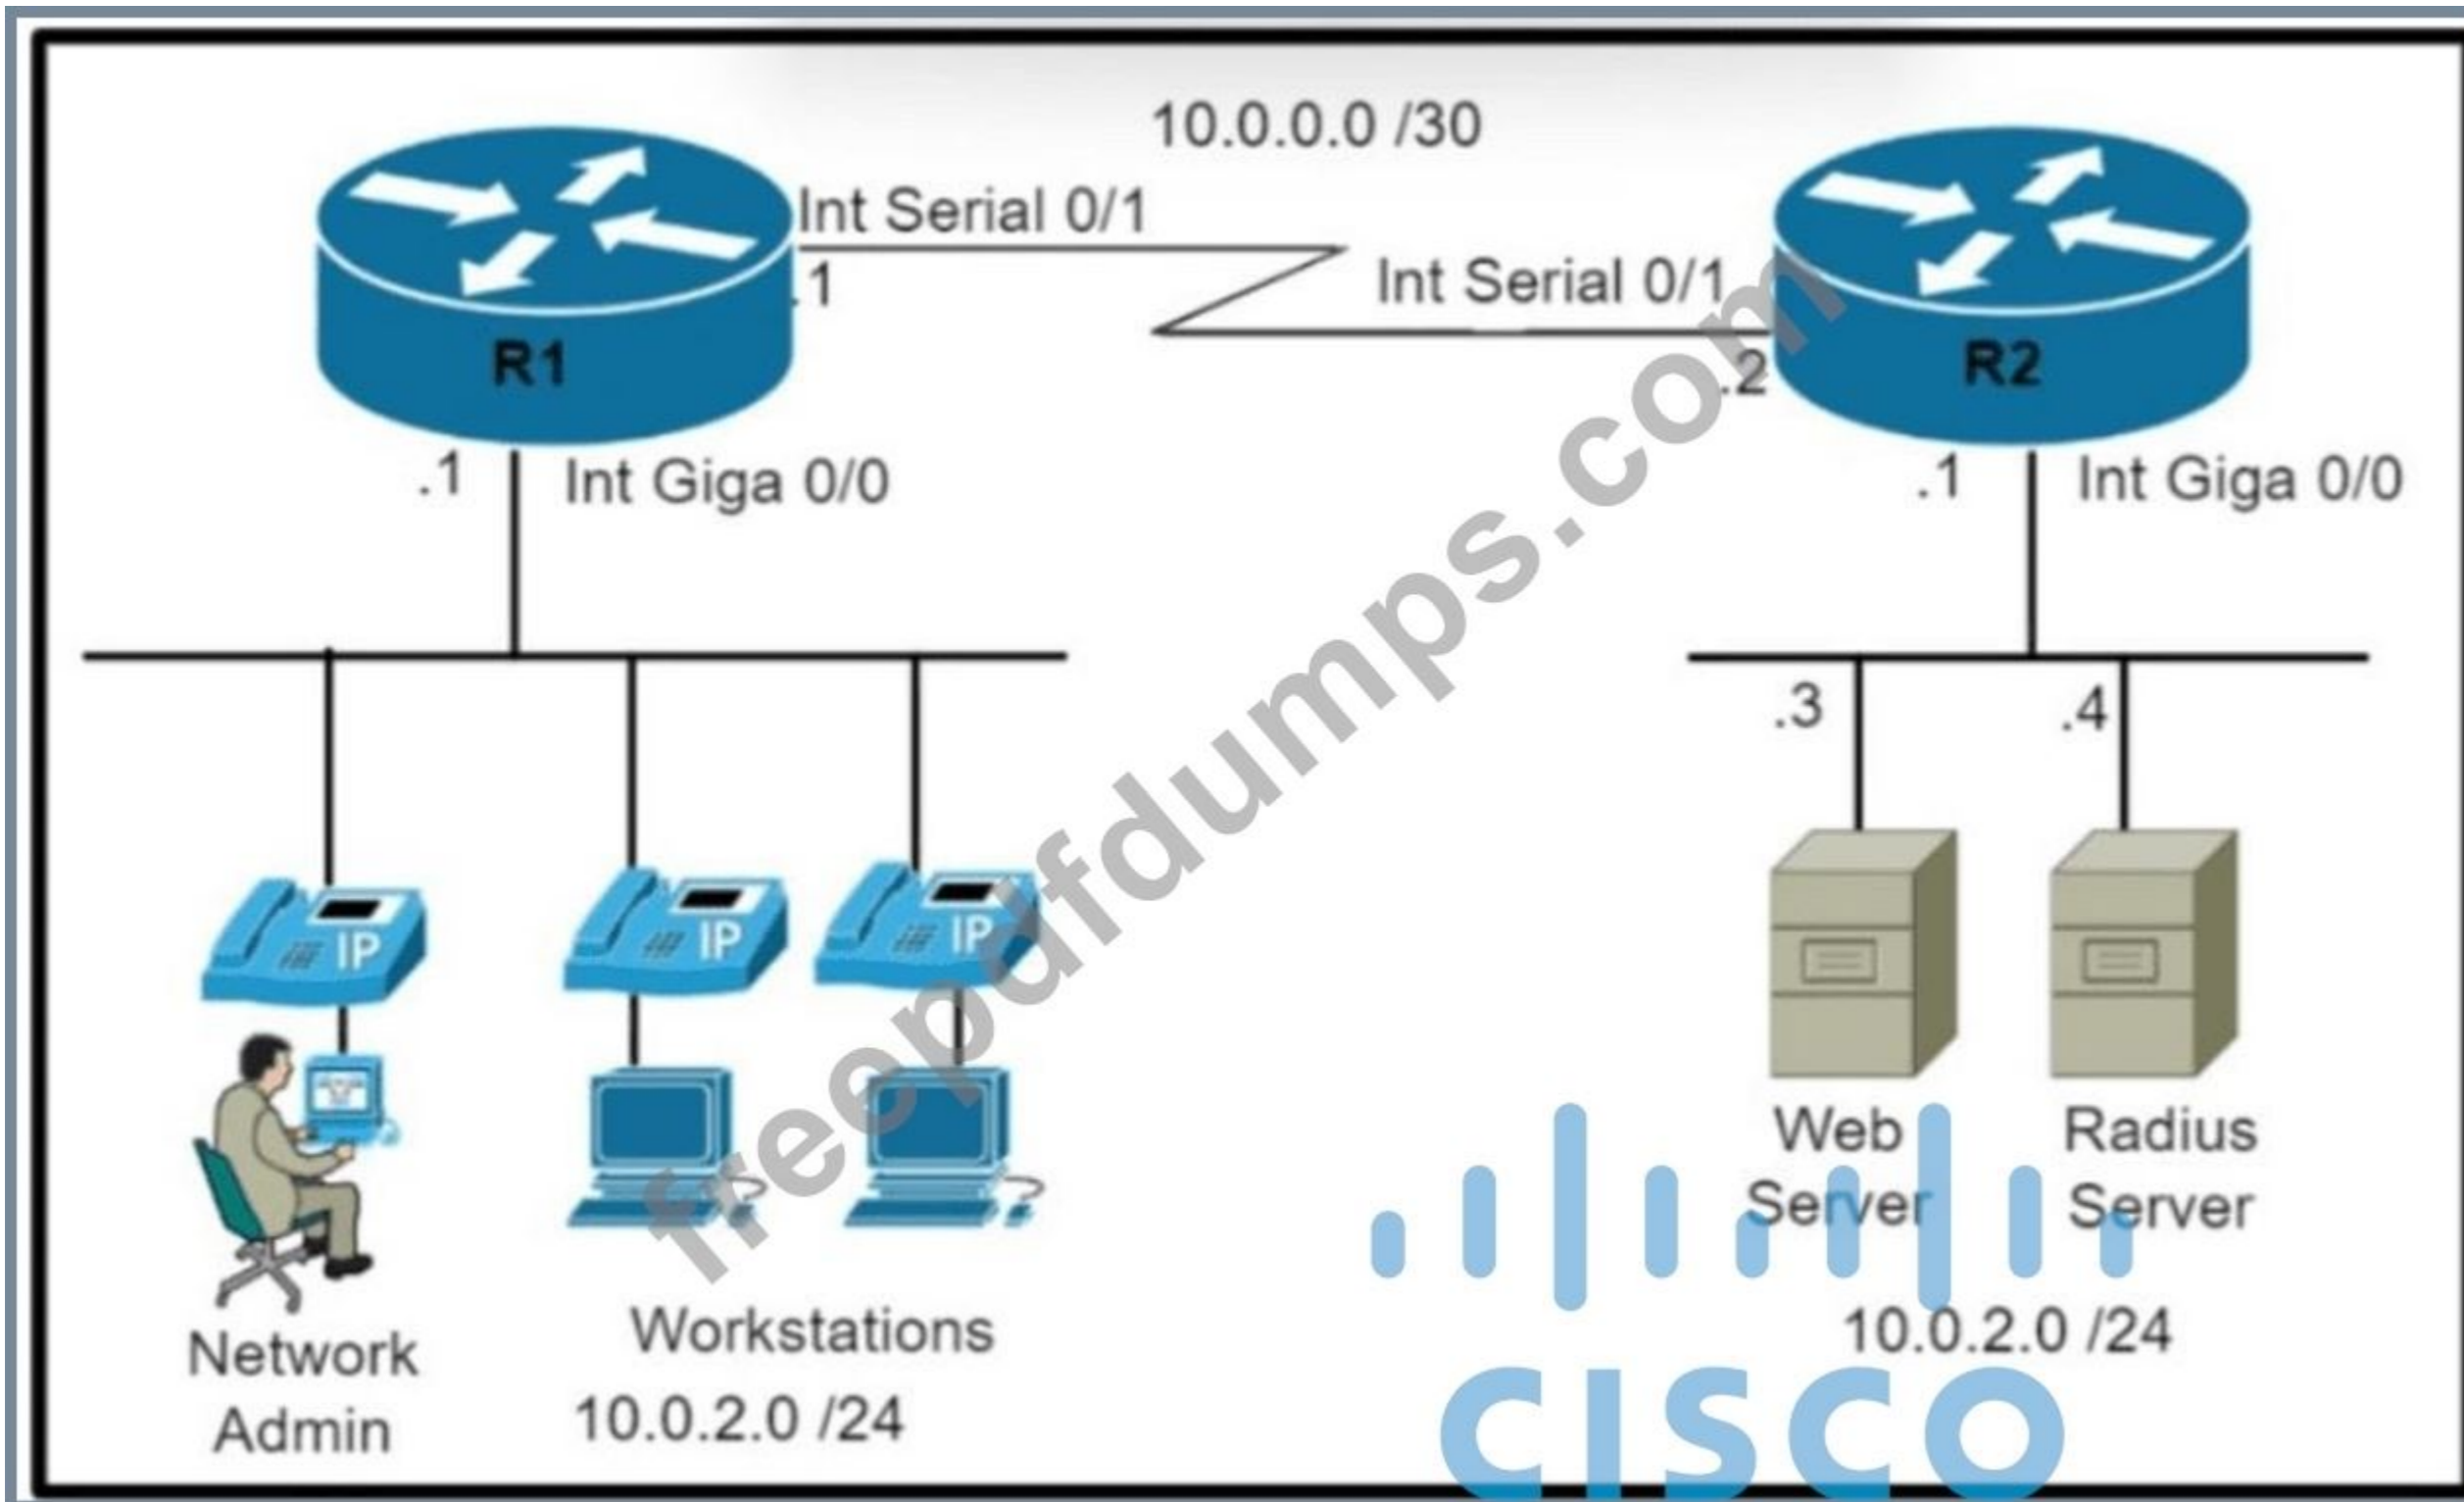 10.0.0.0 /30
Int Serial 0/1
.1
Int Serial 0/1
.2
R1
R2
.1
Int Giga 0/0
.1
Int Giga 0/0
.3
.4
IP
IP
IP
Web
Server
Radius
Server
Network
Admin
Workstations
10.0.2.0 /24
10.0.2.0 /24
freepdfdumps.com
CISCO